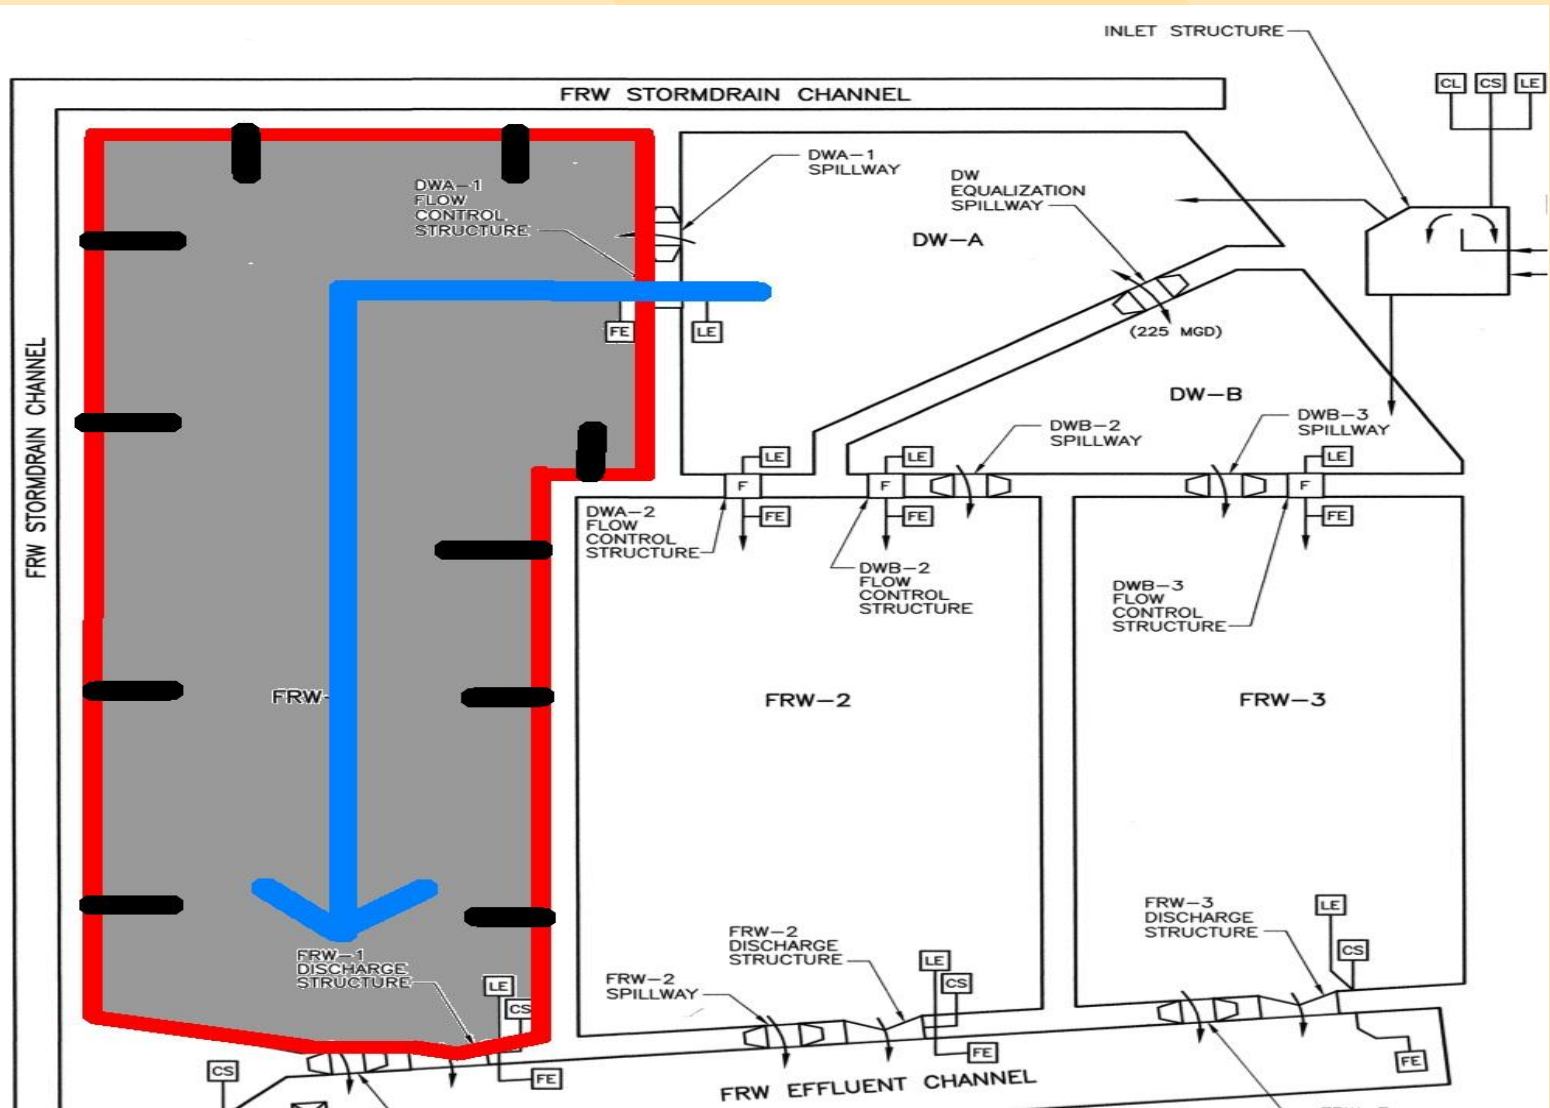 INLET STRUCTURE
CL CS LE
FRW STORMDRAIN CHANNEL
DWA-1
SPILLWAY
DW
EQUALIZATION
SPILLWAY
DWA-1
FLOW
CONTROL
STRUCTURE
DW-A
FE
LE
(225 MGD)
FRW STORMDRAIN CHANNEL
DW-B
DWB-2
SPILLWAY
DWB-3
SPILLWAY
LE
LE
LE
F
F
F
FE
FE
FE
DWA-2
FLOW
CONTROL
STRUCTURE
DWB-2
FLOW
CONTROL
STRUCTURE
DWB-3
FLOW
CONTROL
STRUCTURE
FRW-
FRW-2
FRW-3
FRW-1
DISCHARGE
STRUCTURE
LE
CS
FRW-2
SPILLWAY
FRW-2
DISCHARGE
STRUCTURE
LE
CS
FRW-3
DISCHARGE
STRUCTURE
LE
CS
CS
FE
FE
FE
FRW EFFLUENT CHANNEL